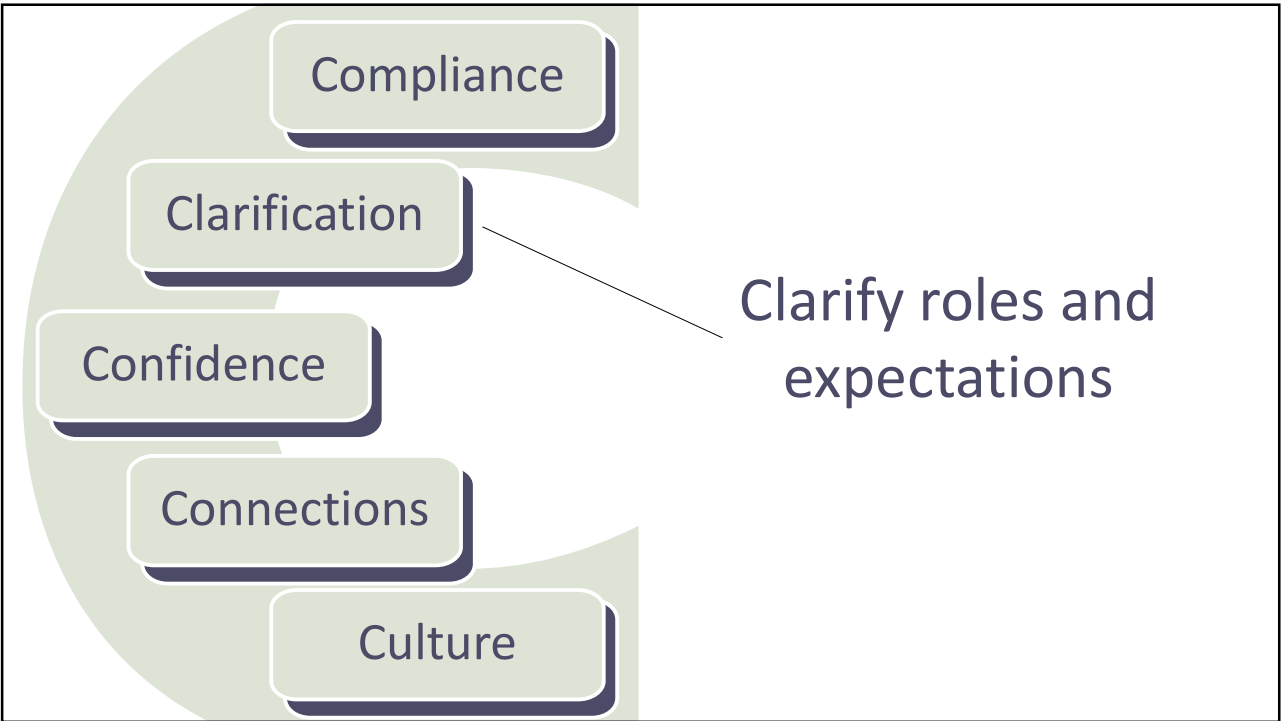 Compliance
Clarification
Confidence
Connections
Culture
Clarify roles and
expectations